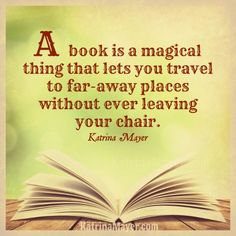 A book is a magical
thing that lets you travel
to far-away places
without ever leaving
your chair.
Katrina Mayer
KatrinaMayer.com